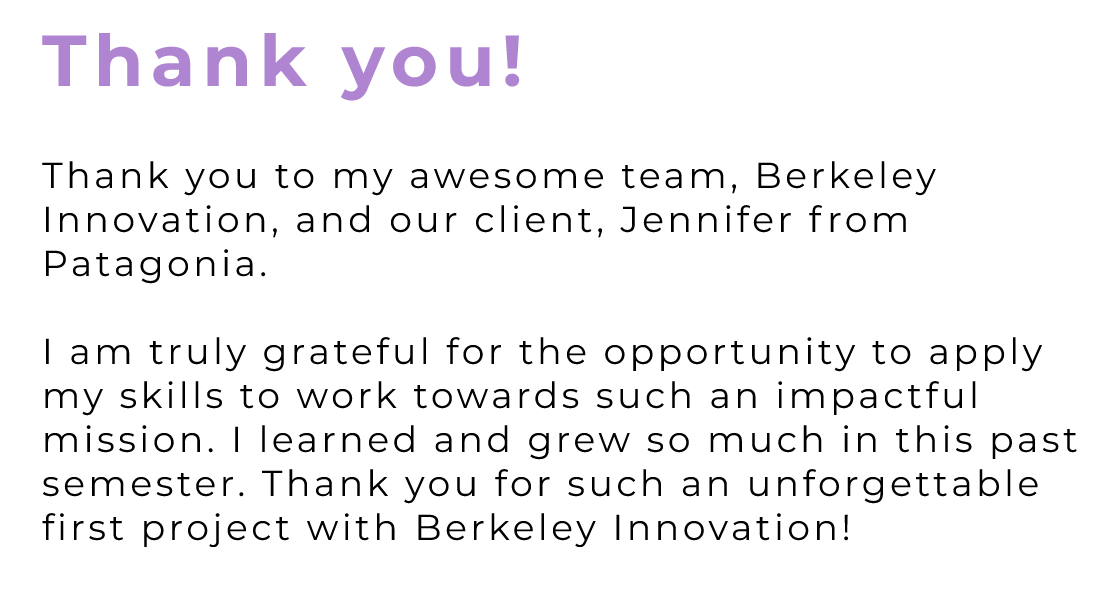 Thank you!
Thank you to my awesome team, Berkeley
Innovation, and our client, Jennifer from
Patagonia.
I am truly grateful for the opportunity to apply
my skills to work towards such an impactful
mission. I learned and grew so much in this past
semester. Thank you for such an unforgettable
first project with Berkeley Innovation!